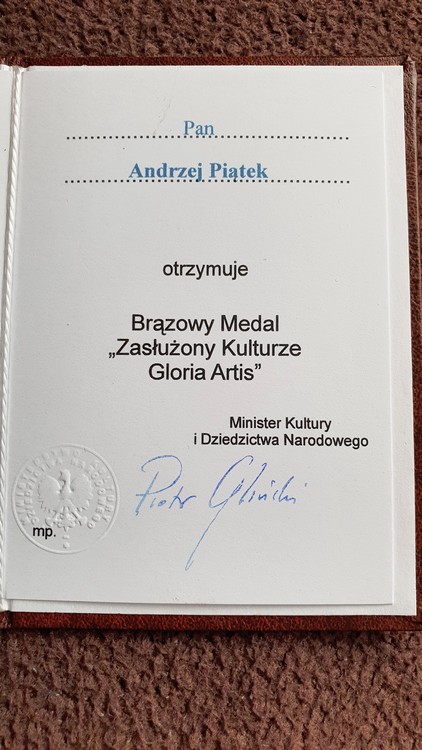 Pan
Andrzej Piątek
otrzymuje
Brązowy Medal
„Zasłużony Kulturze
Gloria Artis”
Minister Kultury
i Dziedzictwa Narodowego
Piotr Gliński
mp.